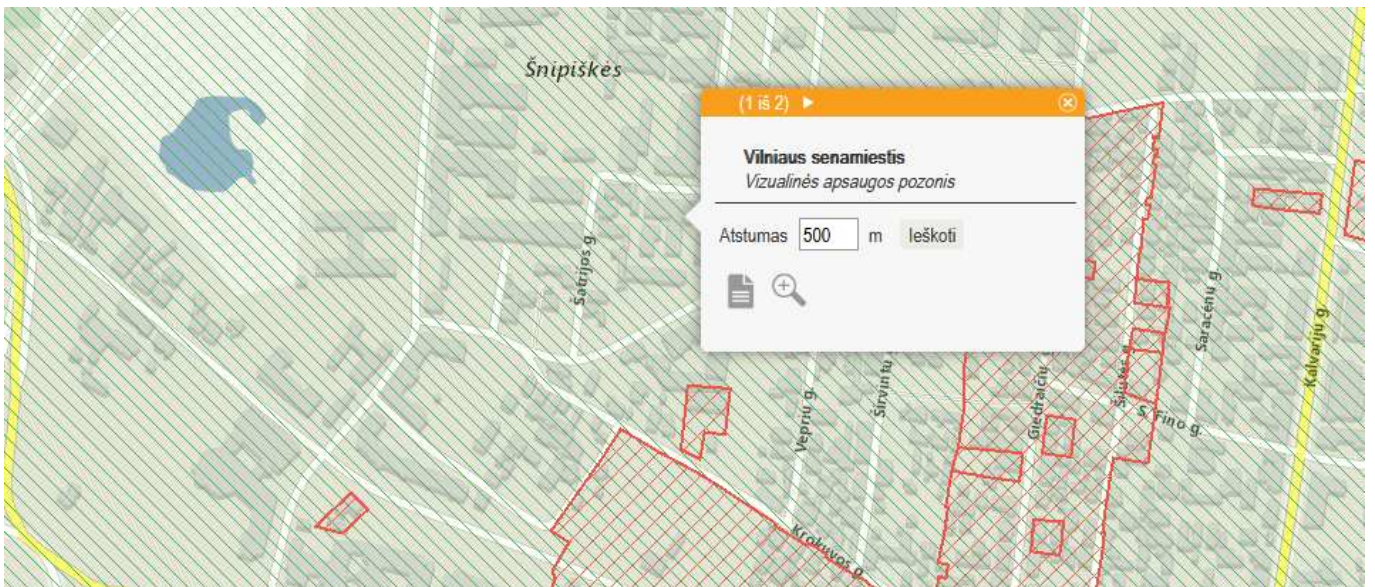 Šnipiškės
(1 iš 2)
Vilniaus senamiestis
Vizualinės apsaugos pozonis
Atstumas 500 m Ieškoti
Šatrijos g.
Saracėnų g.
Kalvarijų g.
Veprių g.
Širvintų
Giedraičių
Šilutės g.
S. Fino g.
Krokuvos g.